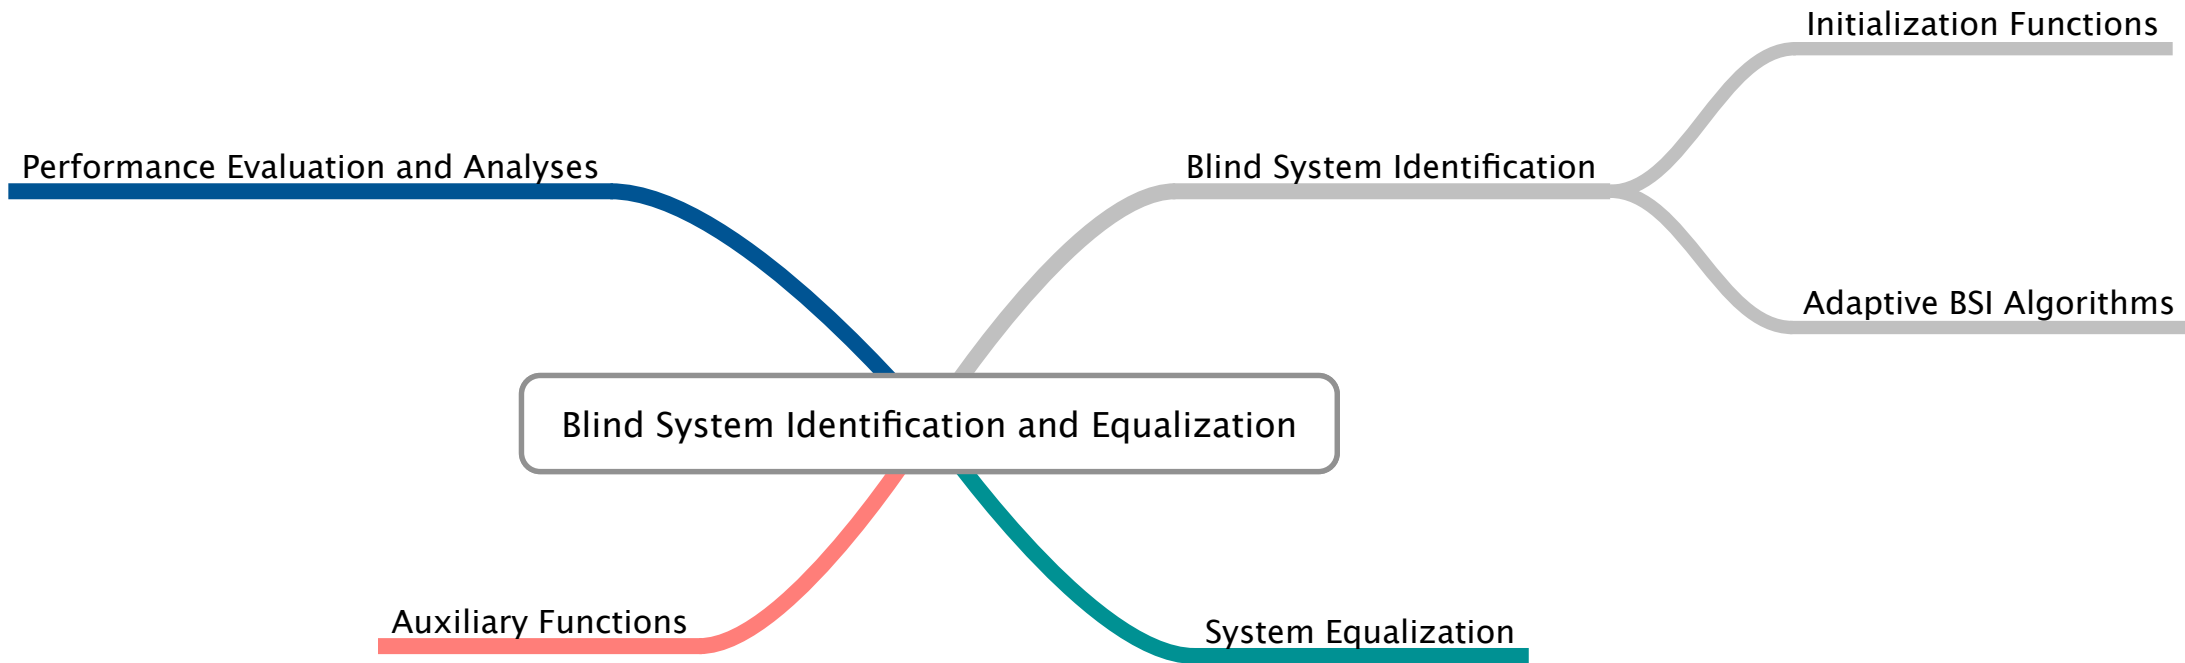 Initialization Functions
Performance Evaluation and Analyses
Blind System Identification
Adaptive BSI Algorithms
Blind System Identification and Equalization
Auxiliary Functions
System Equalization